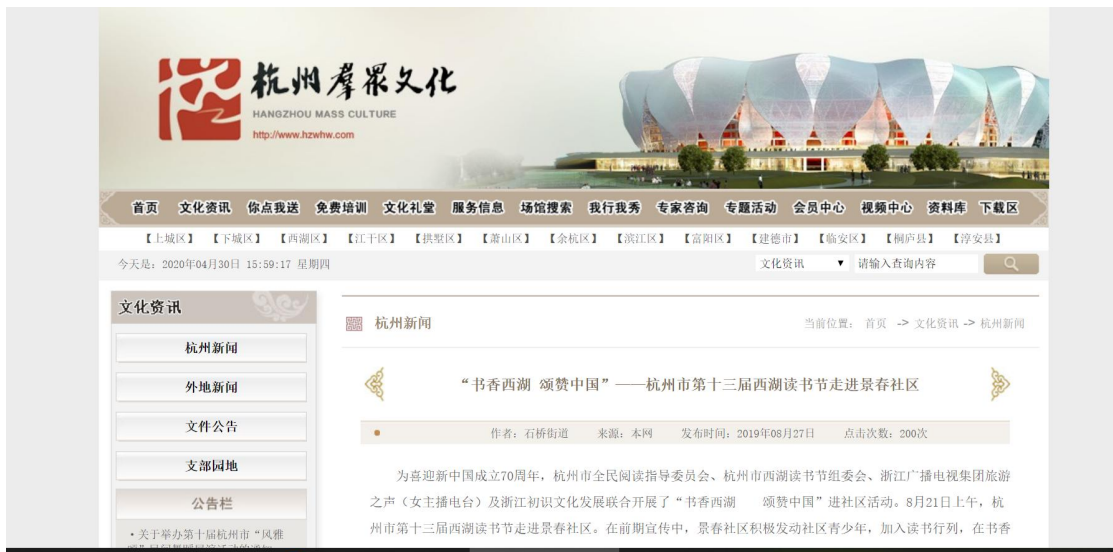 杭州群众文化
HANGZHOU MASS CULTURE
http://www.hzwhw.com
首页 文化资讯 你点我送 免费培训 文化礼堂 服务信息 场馆搜索 我行我秀 专家咨询 专题活动 会员中心 视频中心 资料库 下载区
【上城区】 【下城区】 【西湖区】 【江干区】 【拱墅区】 【萧山区】 【余杭区】 【滨江区】 【富阳区】 【建德市】 【临安区】 【桐庐县】 【淳安县】
今天是：2020年04月30日 15:59:17 星期四
文化资讯 ▼ 请输入查询内容
文化资讯
杭州新闻
外地新闻
文件公告
支部园地
公告栏
·关于举办第十届杭州市“风雅
杭州新闻
当前位置： 首页 -> 文化资讯 -> 杭州新闻
“书香西湖 颂赞中国”——杭州市第十三届西湖读书节走进景春社区
作者：石桥街道 来源：本网 发布时间：2019年08月27日 点击次数：200次
为喜迎新中国成立70周年，杭州市全民阅读指导委员会、杭州市西湖读书节组委会、浙江广播电视集团旅游
之声（女主播电台）及浙江初识文化发展联合开展了“书香西湖 颂赞中国”进社区活动。8月21日上午，杭
州市第十三届西湖读书节走进景春社区。在前期宣传中，景春社区积极发动社区青少年，加入读书行列，在书香